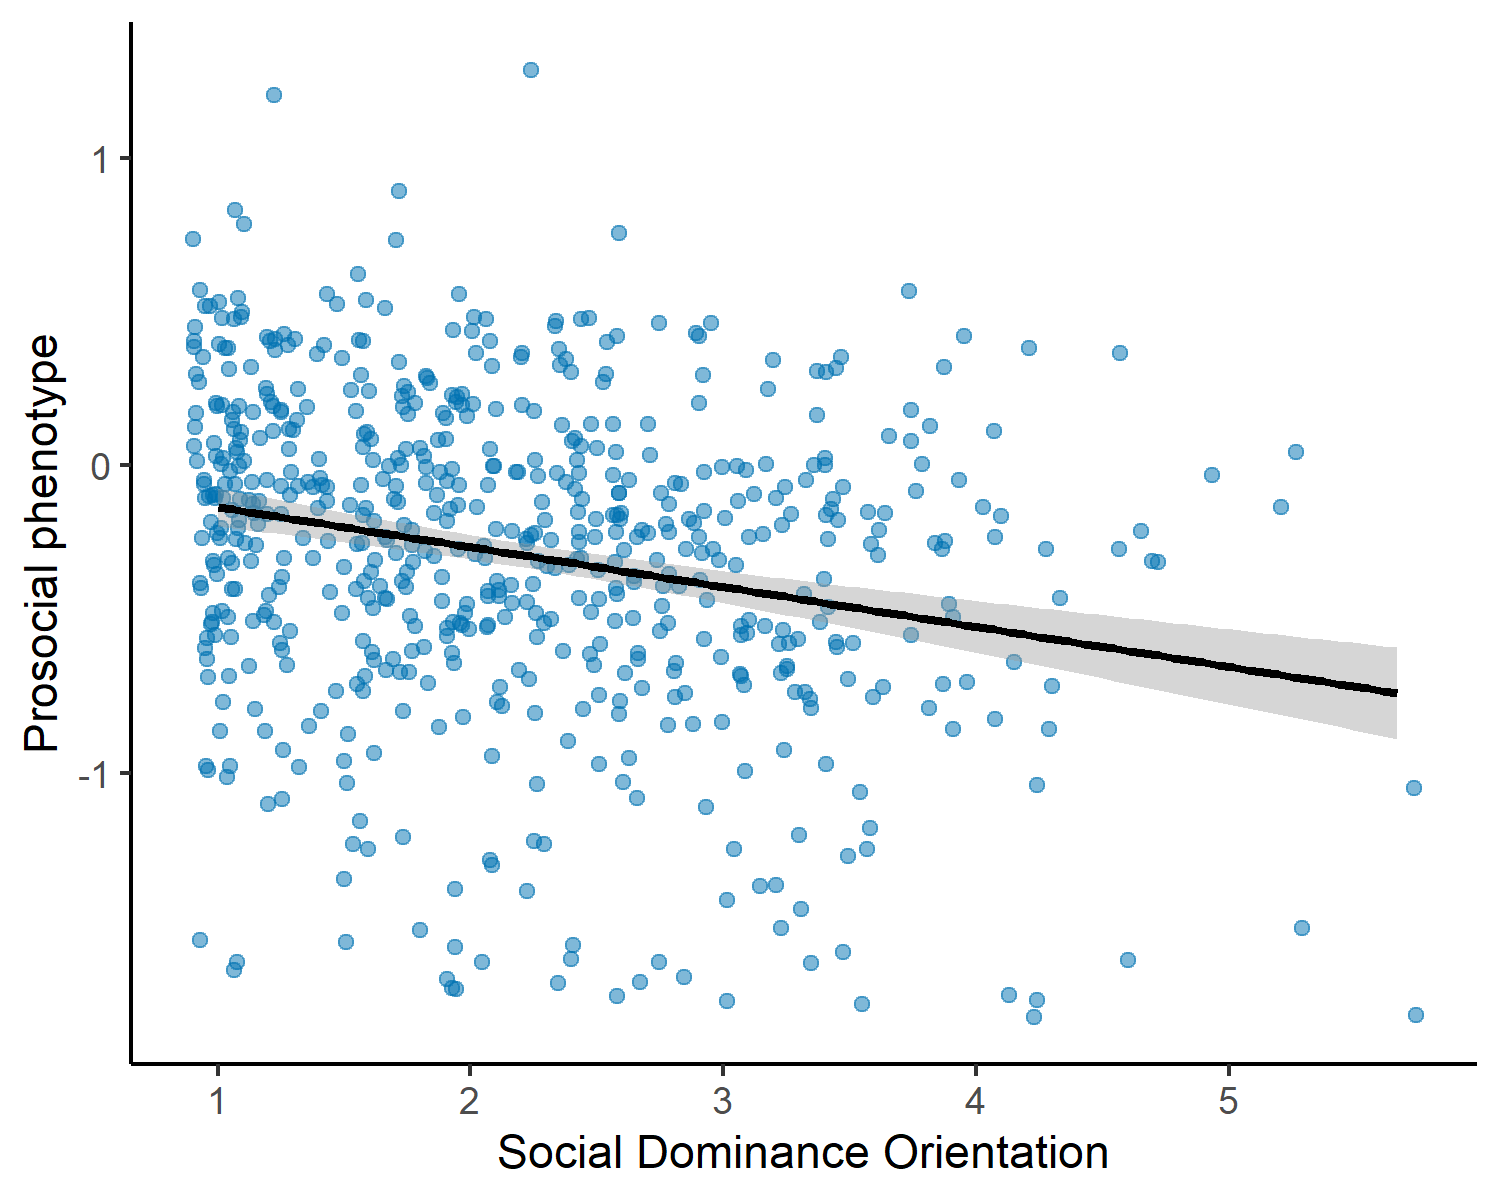 Prosocial phenotype
1
0
-1
1 2 3 4 5
Social Dominance Orientation